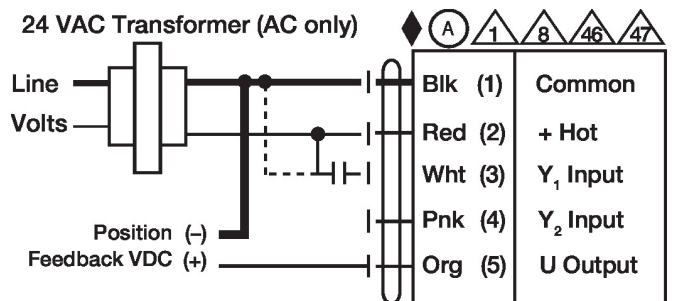 24 VAC Transformer (AC only)
A 1 8 46 47
Line
Volts
Blk (1) Common
Red (2) + Hot
Wht (3) Y₁ Input
Pnk (4) Y₂ Input
Org (5) U Output
Position (–)
Feedback VDC (+)